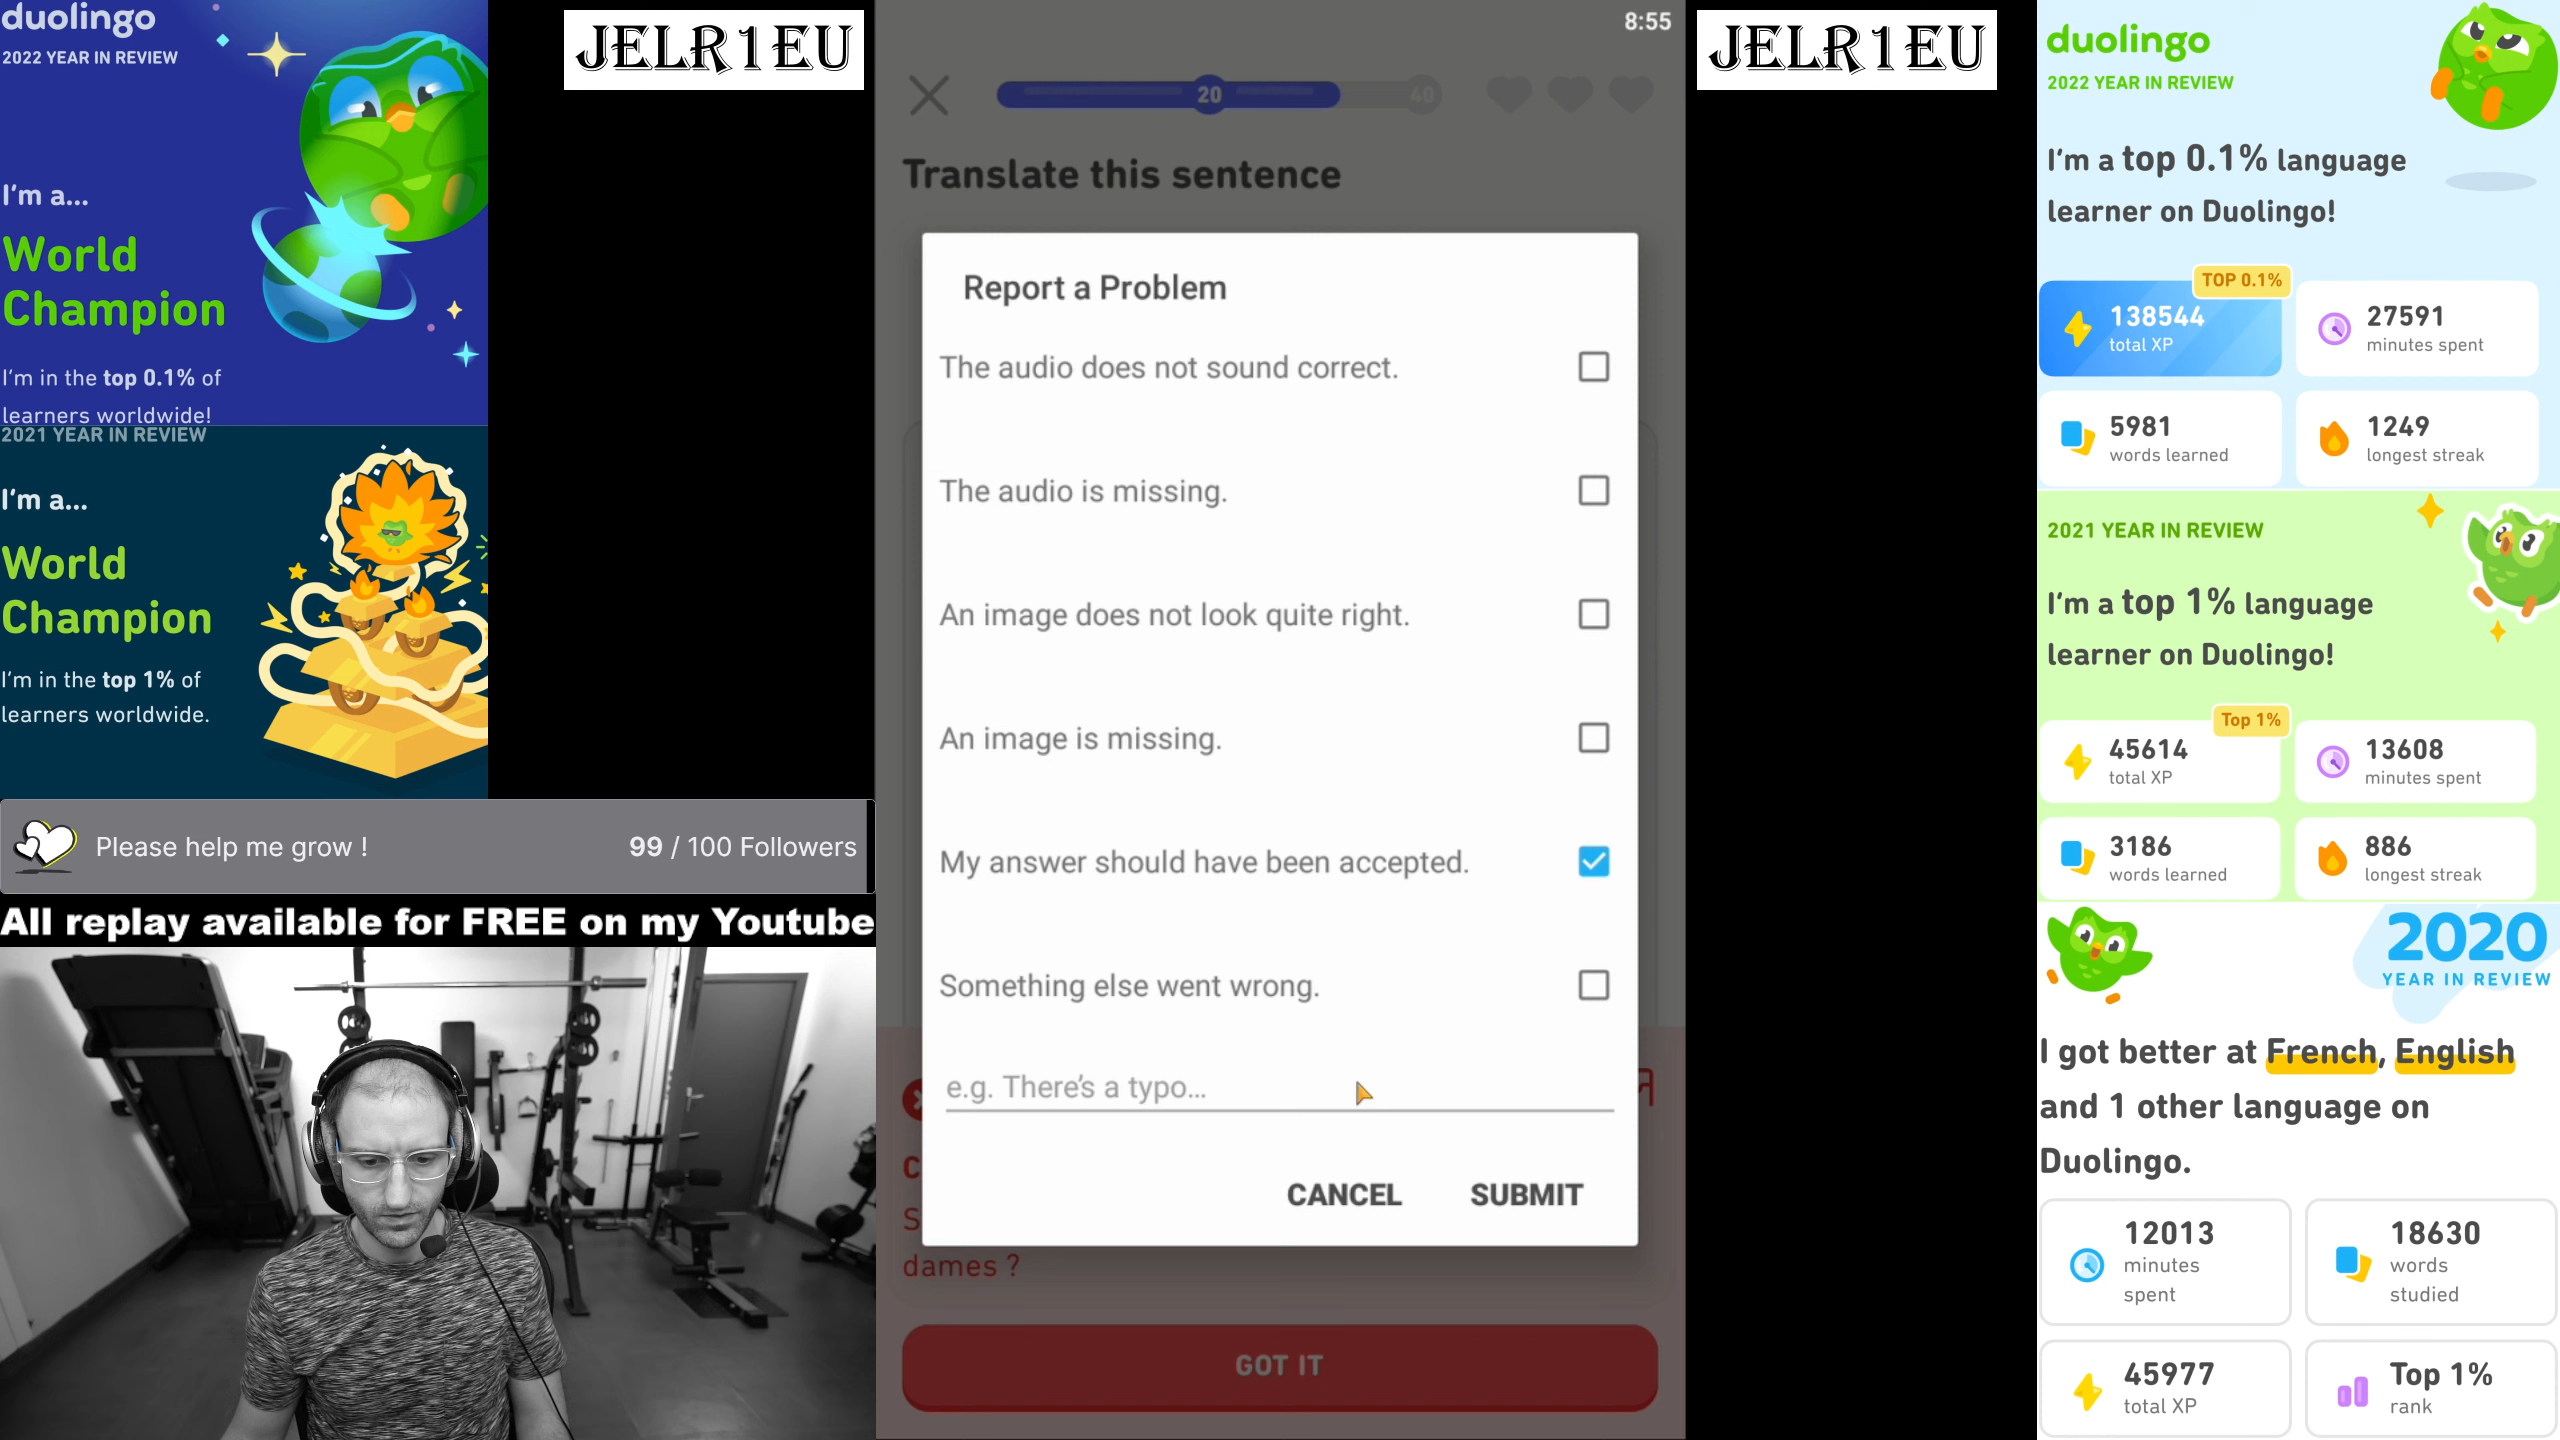 duolingo
2022 YEAR IN REVIEW
I'm a...
World
Champion
I'm in the top 0.1% of
learners worldwide!
2021 YEAR IN REVIEW
I'm a...
World
Champion
I'm in the top 1% of
learners worldwide.
Please help me grow !
99 / 100 Followers
All replay available for FREE on my Youtube
JELR1EU
8:55
20
40
Translate this sentence
Report a Problem
The audio does not sound correct.
The audio is missing.
An image does not look quite right.
An image is missing.
My answer should have been accepted.
Something else went wrong.
e.g. There's a typo...
CANCEL
SUBMIT
dames ?
GOT IT
JELR1EU
duolingo
2022 YEAR IN REVIEW
I'm a top 0.1% language
learner on Duolingo!
TOP 0.1%
138544
total XP
27591
minutes spent
5981
words learned
1249
longest streak
2021 YEAR IN REVIEW
I'm a top 1% language
learner on Duolingo!
Top 1%
45614
total XP
13608
minutes spent
3186
words learned
886
longest streak
2020
YEAR IN REVIEW
I got better at French, English
and 1 other language on
Duolingo.
12013
minutes
spent
18630
words
studied
45977
total XP
Top 1%
rank